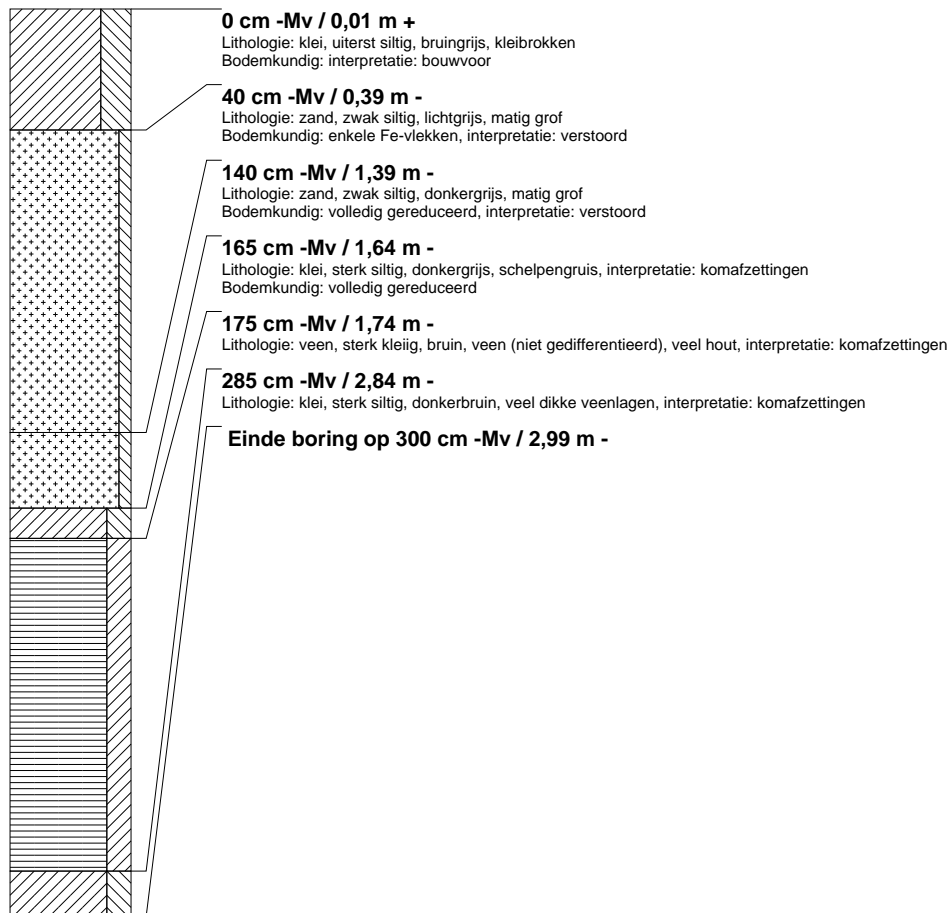 0 cm -Mv / 0,01 m +
Lithologie: klei, uiterst siltig, bruingrijs, kleibrokken
Bodemkundig: interpretatie: bouwvoor
40 cm -Mv / 0,39 m -
Lithologie: zand, zwak siltig, lichtgrijs, matig grof
Bodemkundig: enkele Fe-vlekken, interpretatie: verstoord
140 cm -Mv / 1,39 m -
Lithologie: zand, zwak siltig, donkergrijs, matig grof
Bodemkundig: volledig gereduceerd, interpretatie: verstoord
165 cm -Mv / 1,64 m -
Lithologie: klei, sterk siltig, donkergrijs, schelpengruis, interpretatie: komafzettingen
Bodemkundig: volledig gereduceerd
175 cm -Mv / 1,74 m -
Lithologie: veen, sterk kleiig, bruin, veen (niet gedifferentieerd), veel hout, interpretatie: komafzettingen
285 cm -Mv / 2,84 m -
Lithologie: klei, sterk siltig, donkerbruin, veel dikke veenlagen, interpretatie: komafzettingen
Einde boring op 300 cm -Mv / 2,99 m -